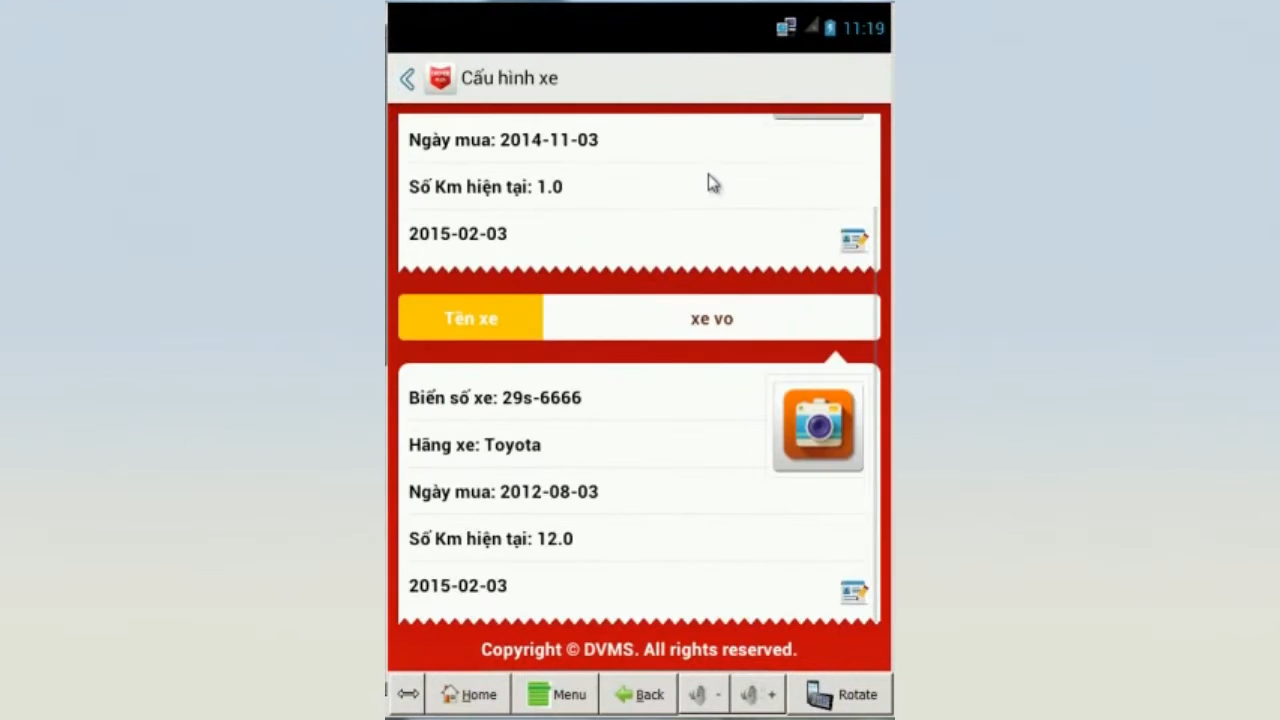 11:19
Cấu hình xe
Ngày mua: 2014-11-03
Số Km hiện tại: 1.0
2015-02-03
Tên xe xe vo
Biển số xe: 29s-6666
Hãng xe: Toyota
Ngày mua: 2012-08-03
Số Km hiện tại: 12.0
2015-02-03
Copyright © DVMS. All rights reserved.
Home Menu Back - + Rotate